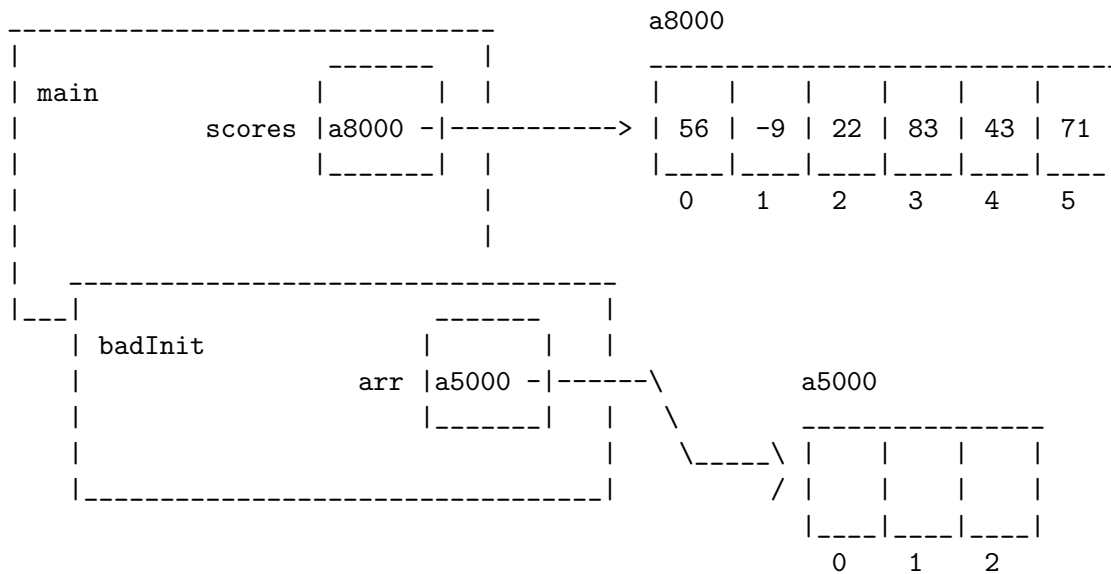 a8000
main
scores a8000
56 -9 22 83 43 71
0 1 2 3 4 5
badInit
arr a5000
a5000
0 1 2